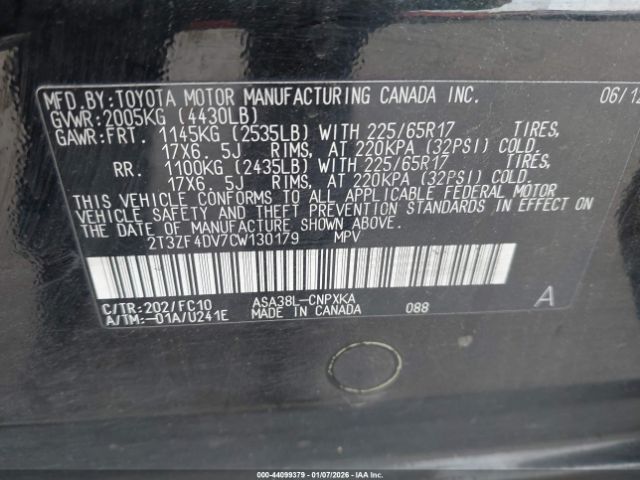 MFD.BY:TOYOTA MOTOR MANUFACTURING CANADA INC. 06/12
GVWR:2005KG (4430LB)
GAWR:FRT. 1145KG (2535LB) WITH 225/65R17 TIRES,
17X6. 5J RIMS, AT 220KPA (32PSI) COLD.
RR. 1100KG (2435LB) WITH 225/65R17 TIRES,
17X6. 5J RIMS, AT 220KPA (32PSI) COLD.
THIS VEHICLE CONFORMS TO ALL APPLICABLE FEDERAL MOTOR
VEHICLE SAFETY AND THEFT PREVENTION STANDARDS IN EFFECT ON
THE DATE OF MANUFACTURE SHOWN ABOVE.
2T3ZF4DV7CW130179 MPV
C/TR:202/FC10 ASA38L-CNPXKA A
A/TM:-01A/U241E MADE IN CANADA 088
000-44099379 | 01/07/2026 | IAA